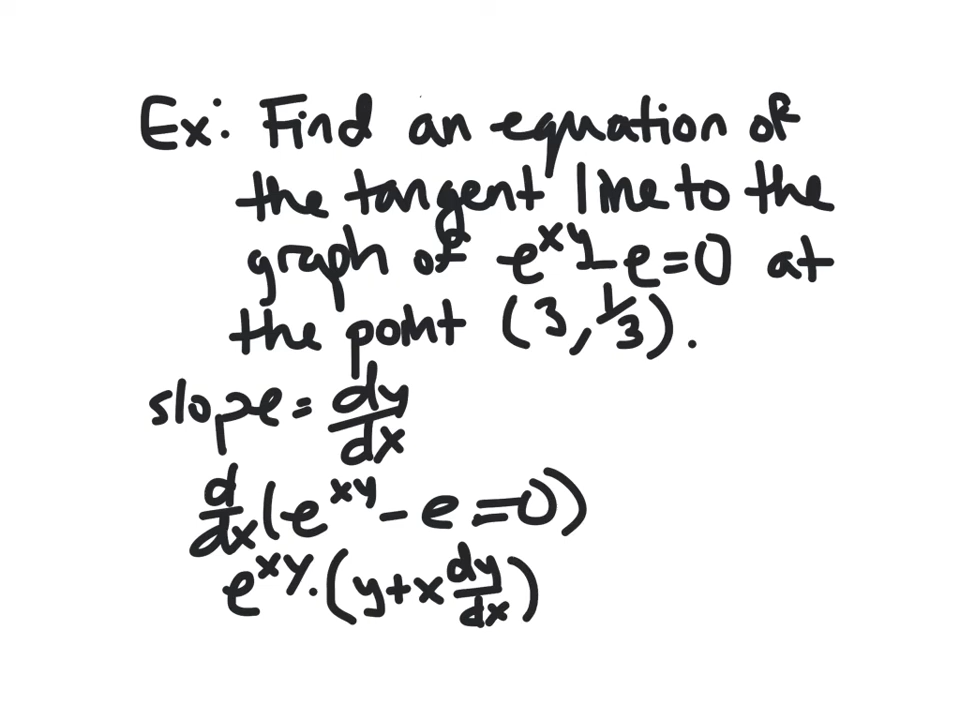 Ex: Find an equation of
the tangent line to the
graph of e^xy - e = 0 at
the point (3, 1/3).
slope = dy/dx
d/dx (e^xy - e = 0)
e^xy · (y + x dy/dx)